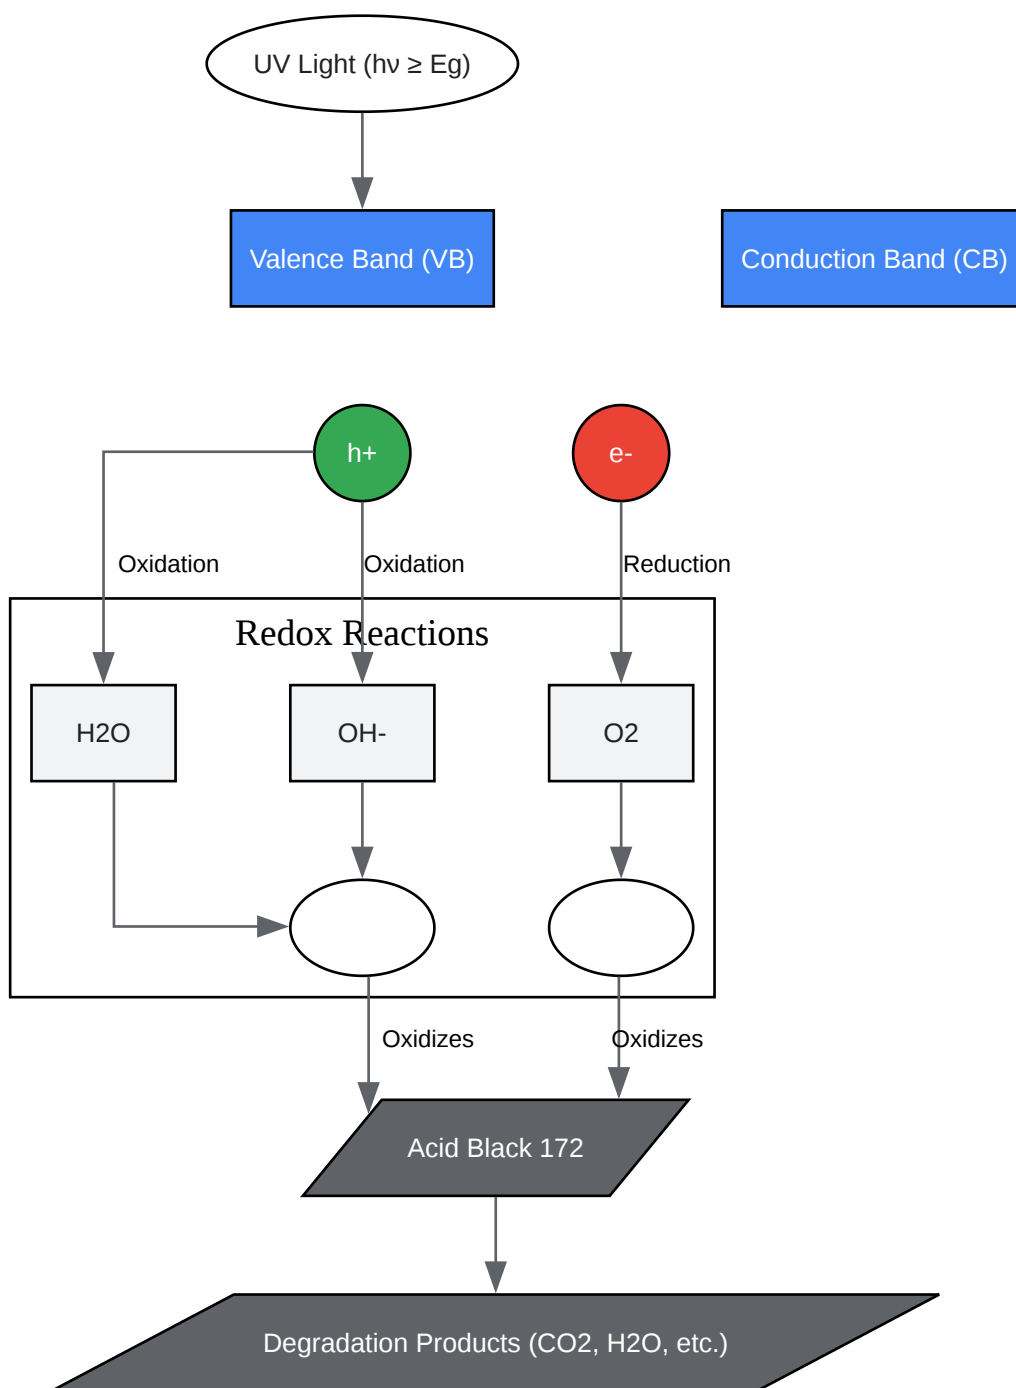 UV Light (hν ≥ Eg)
Valence Band (VB)
Conduction Band (CB)
h+
e-
Oxidation
Oxidation
Reduction
Redox Reactions
H2O
OH-
O2
Oxidizes
Oxidizes
Acid Black 172
Degradation Products (CO2, H2O, etc.)